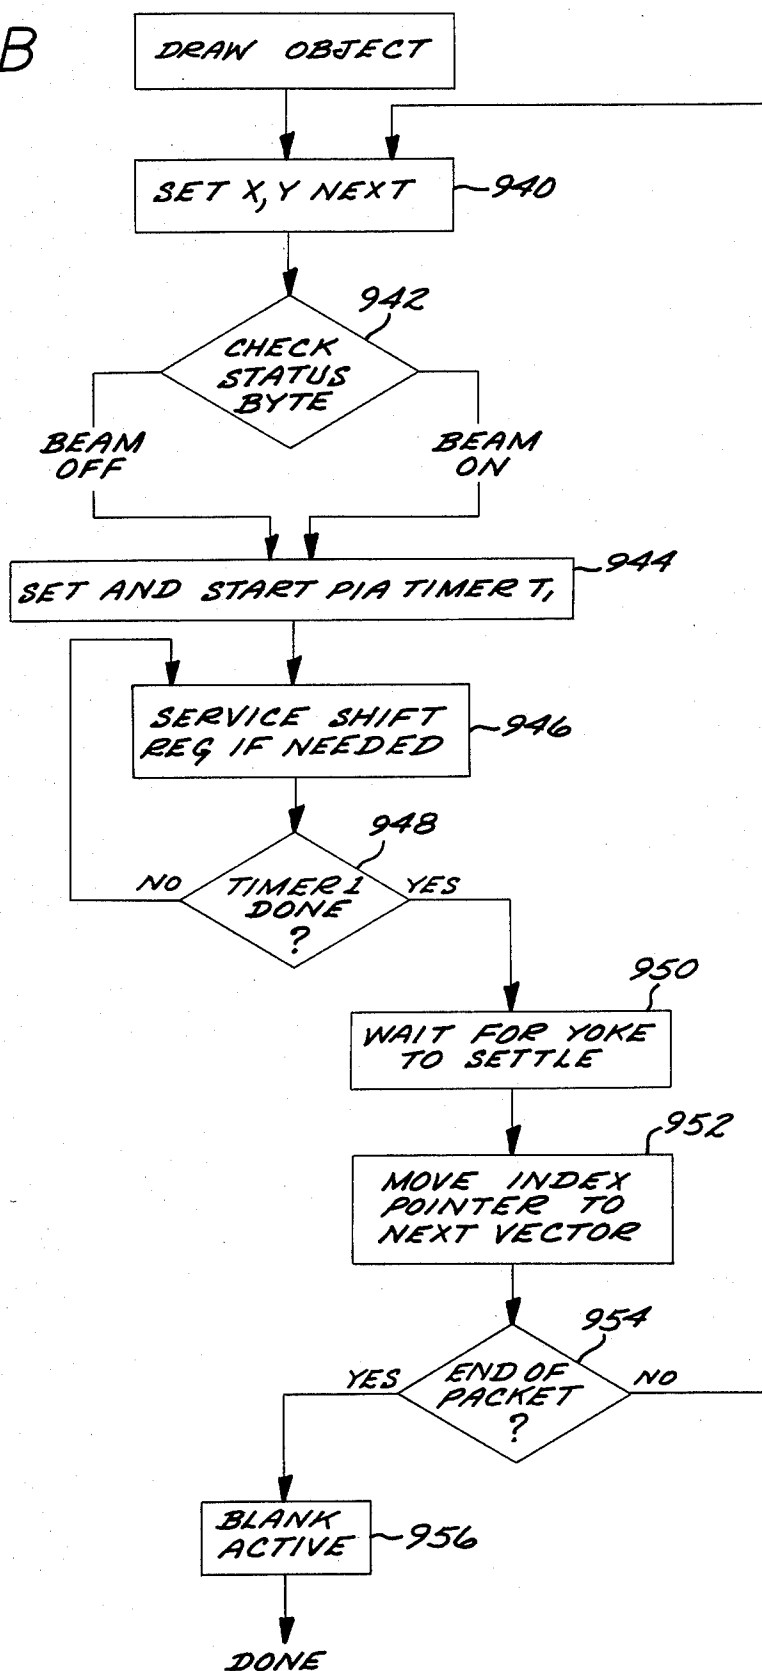 B
DRAW OBJECT
SET X,Y NEXT
940
942
CHECK
STATUS
BYTE
BEAM
OFF
BEAM
ON
SET AND START PIA TIMER T,
944
SERVICE SHIFT
REG IF NEEDED
946
948
NO
TIMER 1
DONE
?
YES
950
WAIT FOR YOKE
TO SETTLE
952
MOVE INDEX
POINTER TO
NEXT VECTOR
954
YES
END OF
PACKET
?
NO
BLANK
ACTIVE
956
DONE